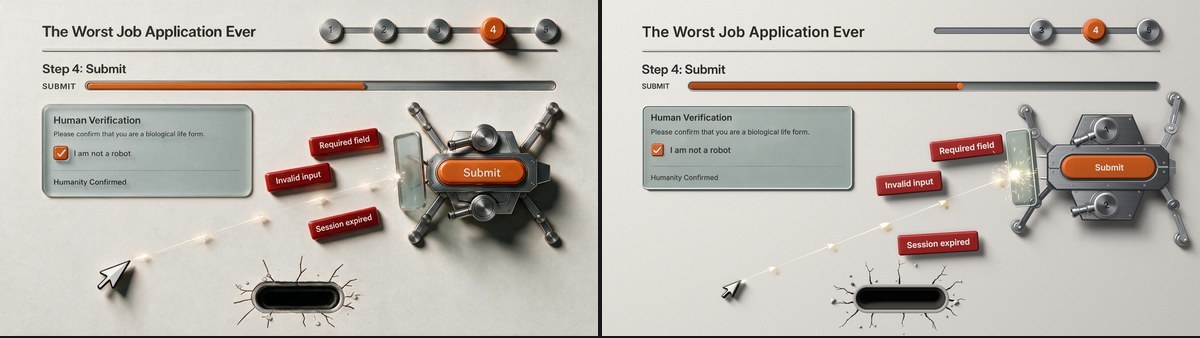 The Worst Job Application Ever
1 2 3 4 5
Step 4: Submit
SUBMIT
Human Verification
Please confirm that you are a biological life form.
I am not a robot
Humanity Confirmed
Required field
Invalid input
Session expired
Submit
The Worst Job Application Ever
3 4 5
Step 4: Submit
SUBMIT
Human Verification
Please confirm that you are a biological life form.
I am not a robot
Humanity Confirmed
Required field
Invalid input
Session expired
Submit